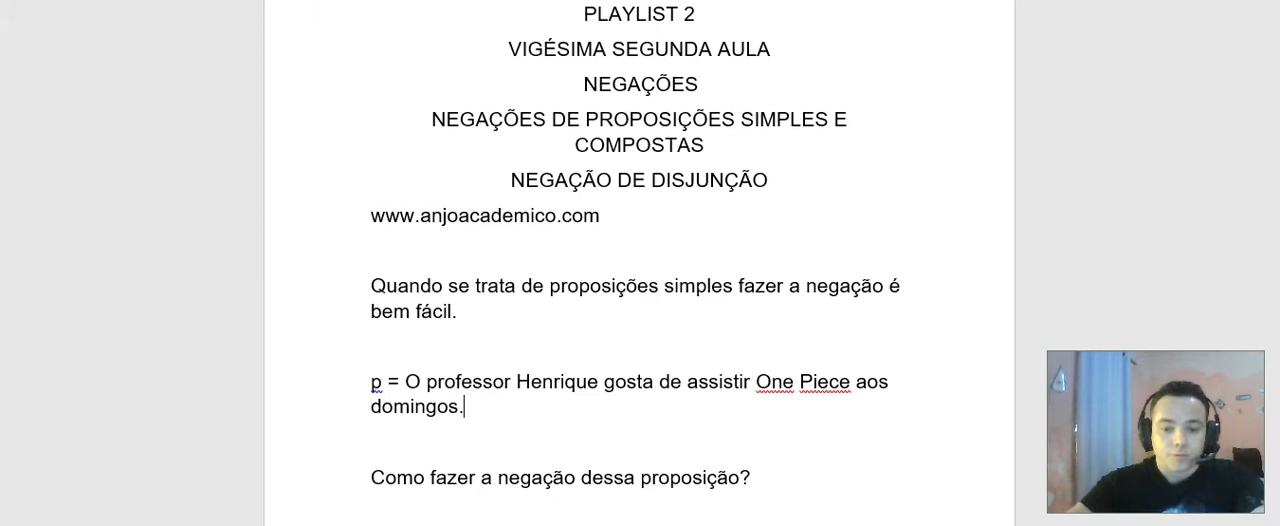 PLAYLIST 2
VIGÉSIMA SEGUNDA AULA
NEGAÇÕES
NEGAÇÕES DE PROPOSIÇÕES SIMPLES E
COMPOSTAS
NEGAÇÃO DE DISJUNÇÃO
www.anjoacademico.com
Quando se trata de proposições simples fazer a negação é
bem fácil.
p = O professor Henrique gosta de assistir One Piece aos
domingos.
Como fazer a negação dessa proposição?